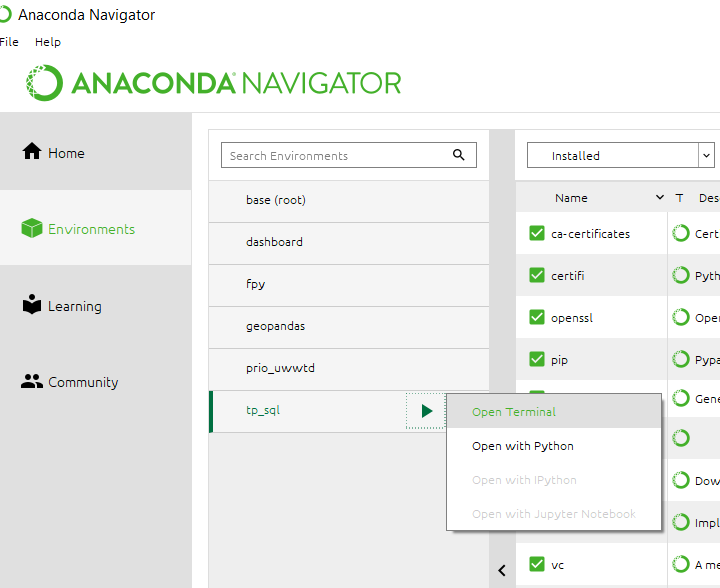 Anaconda Navigator
File Help
ANACONDA NAVIGATOR
Home
Environments
Learning
Community
Search Environments
base (root)
dashboard
fpy
geopandas
prio_uwwtd
tp_sql
Open Terminal
Open with Python
Open with IPython
Open with Jupyter Notebook
Installed
Name T Des
ca-certificates Cert
certifi Pyth
openssl Ope
pip Pypa
Gene
Dow
Impl
vc A me